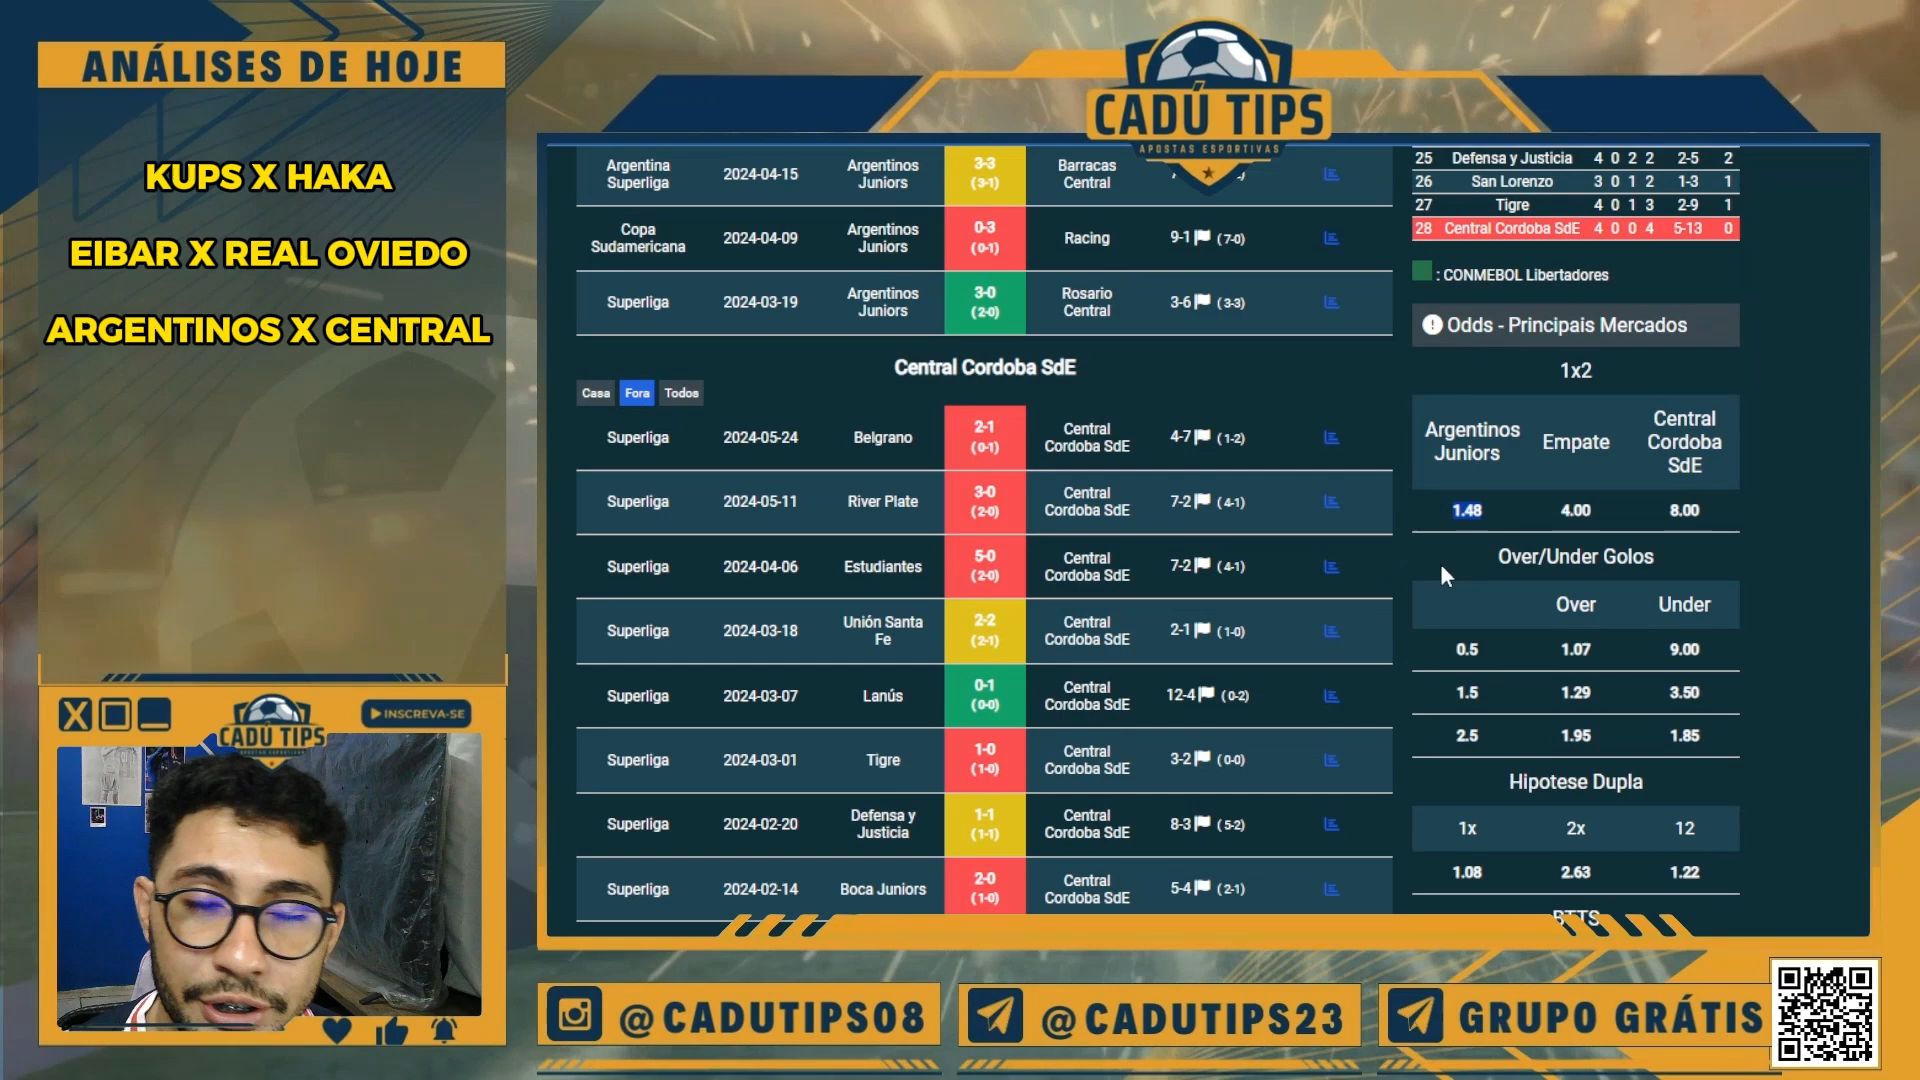 ANÁLISES DE HOJE
KUPS X HAKA
EIBAR X REAL OVIEDO
ARGENTINOS X CENTRAL
INSCREVA-SE
CADÚ TIPS
APOSTAS ESPORTIVAS
CADÚ TIPS
APOSTAS ESPORTIVAS
Argentina Superliga 2024-04-15 Argentinos Juniors 3-3 (3-1) Barracas Central
Copa Sudamericana 2024-04-09 Argentinos Juniors 0-3 (0-1) Racing 9-1 (7-0)
Superliga 2024-03-19 Argentinos Juniors 3-0 (2-0) Rosario Central 3-6 (3-3)
Central Cordoba SdE
Casa Fora Todos
Superliga 2024-05-24 Belgrano 2-1 (0-1) Central Cordoba SdE 4-7 (1-2)
Superliga 2024-05-11 River Plate 3-0 (2-0) Central Cordoba SdE 7-2 (4-1)
Superliga 2024-04-06 Estudiantes 5-0 (2-0) Central Cordoba SdE 7-2 (4-1)
Superliga 2024-03-18 Unión Santa Fe 2-2 (2-1) Central Cordoba SdE 2-1 (1-0)
Superliga 2024-03-07 Lanús 0-1 (0-0) Central Cordoba SdE 12-4 (0-2)
Superliga 2024-03-01 Tigre 1-0 (1-0) Central Cordoba SdE 3-2 (0-0)
Superliga 2024-02-20 Defensa y Justicia 1-1 (1-1) Central Cordoba SdE 8-3 (5-2)
Superliga 2024-02-14 Boca Juniors 2-0 (1-0) Central Cordoba SdE 5-4 (2-1)
25 Defensa y Justicia 4 0 2 2 2-5 2
26 San Lorenzo 3 0 1 2 1-3 1
27 Tigre 4 0 1 3 2-9 1
28 Central Cordoba SdE 4 0 0 4 5-13 0
: CONMEBOL Libertadores
Odds - Principais Mercados
1x2
Argentinos Juniors Empate Central Cordoba SdE
1.48 4.00 8.00
Over/Under Golos
Over Under
0.5 1.07 9.00
1.5 1.29 3.50
2.5 1.95 1.85
Hipotese Dupla
1x 2x 12
1.08 2.63 1.22
BTTS
@CADUTIPS08
@CADUTIPS23
GRUPO GRÁTIS